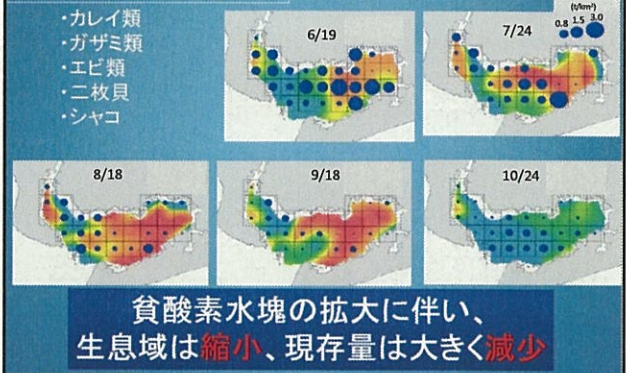 ・カレイ類
・ガザミ類
・エビ類
・二枚貝
・シャコ
(t/km²)
0.8 1.5 3.0
6/19
7/24
8/18
9/18
10/24
貧酸素水塊の拡大に伴い、
生息域は縮小、現存量は大きく減少